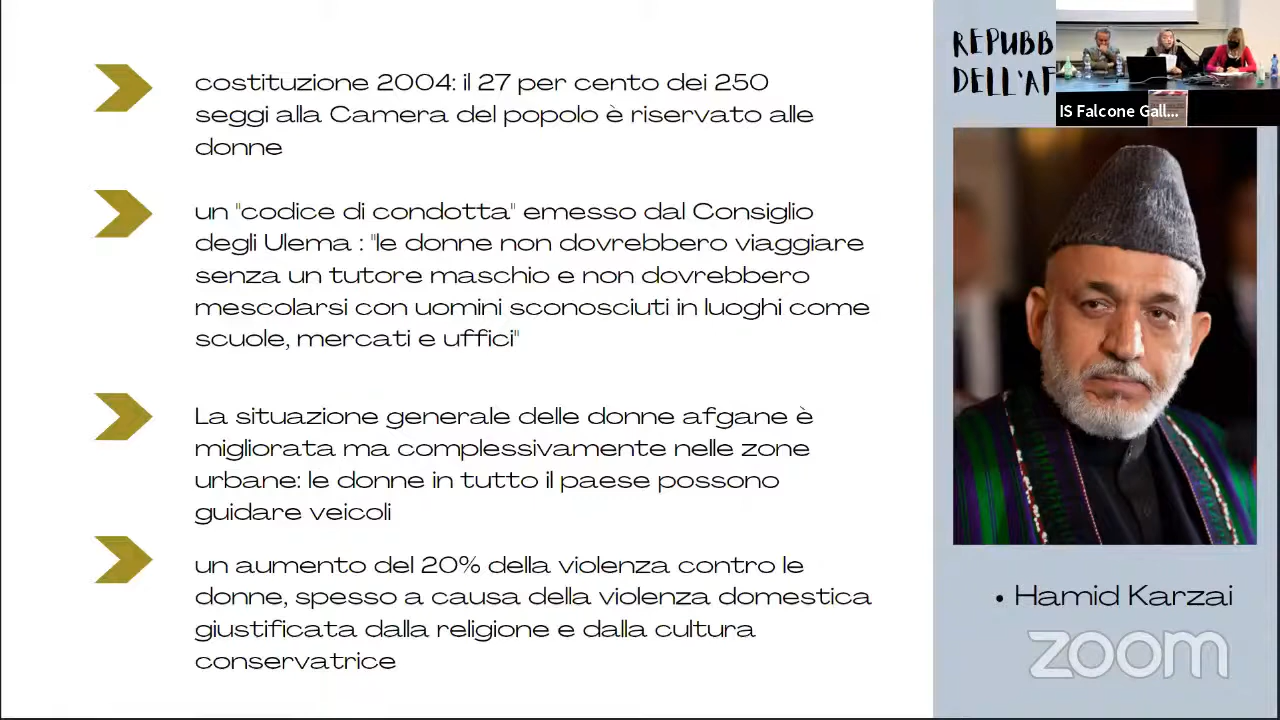 costituzione 2004: il 27 per cento dei 250
seggi alla Camera del popolo è riservato alle
donne
un "codice di condotta" emesso dal Consiglio
degli Ulema : "le donne non dovrebbero viaggiare
senza un tutore maschio e non dovrebbero
mescolarsi con uomini sconosciuti in luoghi come
scuole, mercati e uffici"
La situazione generale delle donne afgane è
migliorata ma complessivamente nelle zone
urbane: le donne in tutto il paese possono
guidare veicoli
un aumento del 20% della violenza contro le
donne, spesso a causa della violenza domestica
giustificata dalla religione e dalla cultura
conservatrice
REPUBB
DELL'AF
IS Falcone Gall...
• Hamid Karzai
zoom